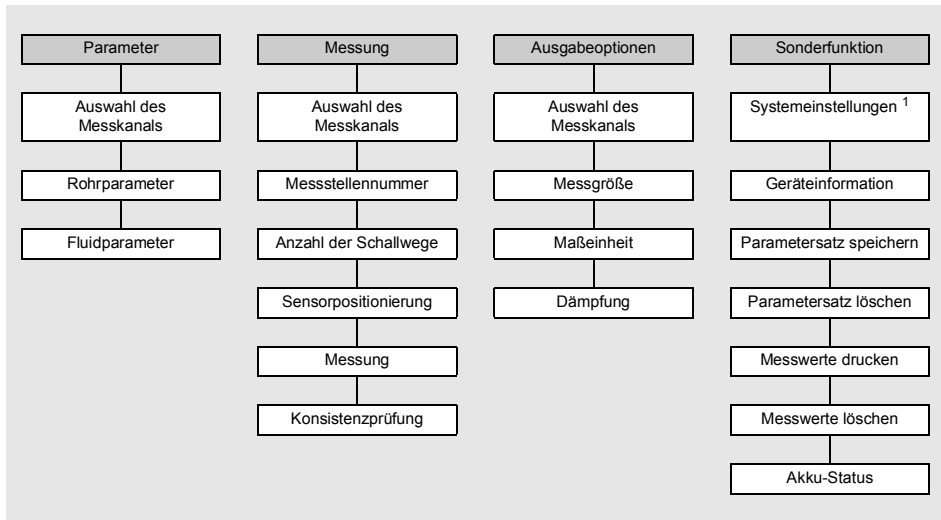 Parameter
Auswahl des
Messkanals
Rohrparameter
Fluidparameter
Messung
Auswahl des
Messkanals
Messstellennummer
Anzahl der Schallwege
Sensorpositionierung
Messung
Konsistenzprüfung
Ausgabeoptionen
Auswahl des
Messkanals
Messgröße
Maßeinheit
Dämpfung
Sonderfunktion
Systemeinstellungen 1
Geräteinformation
Parametersatz speichern
Parametersatz löschen
Messwerte drucken
Messwerte löschen
Akku-Status